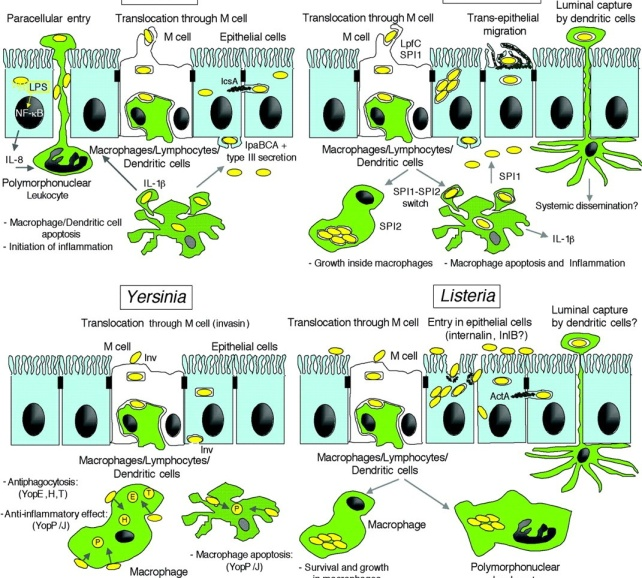 Paracellular entry
Translocation through M cell
M cell
Epithelial cells
LPS
NF-κB
IcsA
IL-8
Macrophages/Lymphocytes/
Dendritic cells
IpaBCA +
type III secretion
Polymorphonuclear
Leukocyte
IL-1β
- Macrophage/Dendritic cell
apoptosis
- Initiation of inflammation
Translocation through M cell
M cell
LpfC
SPI1
Trans-epithelial
migration
Luminal capture
by dendritic cells
Macrophages/Lymphocytes/
Dendritic cells
SPI1-SPI2
switch
SPI1
SPI2
Systemic dissemination?
IL-1β
- Growth inside macrophages
- Macrophage apoptosis and Inflammation
Yersinia
Translocation through M cell (invasin)
M cell
Inv
Epithelial cells
Inv
Macrophages/Lymphocytes/
Dendritic cells
- Antiphagocytosis:
(YopE,H,T)
- Anti-inflammatory effect:
(YopP/J)
E
T
H
P
P
- Macrophage apoptosis:
(YopP/J)
Macrophage
Listeria
Translocation through M cell
M cell
Entry in epithelial cells
(internalin, InlB?)
Luminal capture
by dendritic cells?
ActA
Macrophages/Lymphocytes/
Dendritic cells
Macrophage
- Survival and growth
in macrophages
Polymorphonuclear